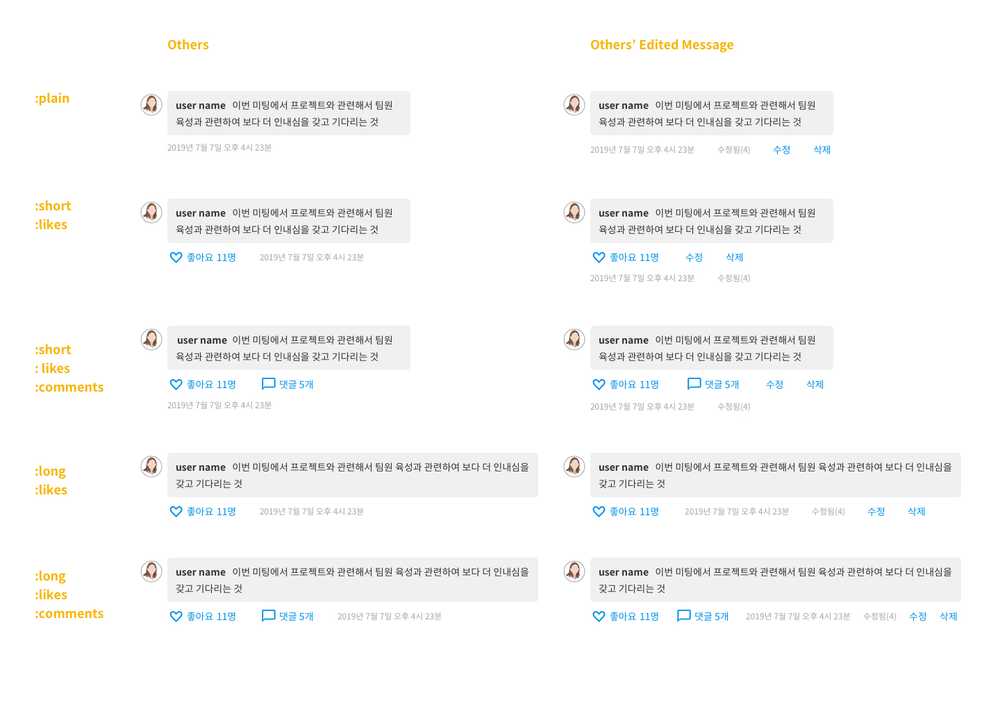 Others
Others' Edited Message
:plain
user name 이번 미팅에서 프로젝트와 관련해서 팀원
육성과 관련하여 보다 더 인내심을 갖고 기다리는 것
2019년 7월 7일 오후 4시 23분
user name 이번 미팅에서 프로젝트와 관련해서 팀원
육성과 관련하여 보다 더 인내심을 갖고 기다리는 것
2019년 7월 7일 오후 4시 23분 수정됨(4) 수정 삭제
:short
:likes
user name 이번 미팅에서 프로젝트와 관련해서 팀원
육성과 관련하여 보다 더 인내심을 갖고 기다리는 것
좋아요 11명 2019년 7월 7일 오후 4시 23분
user name 이번 미팅에서 프로젝트와 관련해서 팀원
육성과 관련하여 보다 더 인내심을 갖고 기다리는 것
좋아요 11명 수정 삭제
2019년 7월 7일 오후 4시 23분 수정됨(4)
:short
: likes
:comments
user name 이번 미팅에서 프로젝트와 관련해서 팀원
육성과 관련하여 보다 더 인내심을 갖고 기다리는 것
좋아요 11명 댓글 5개
2019년 7월 7일 오후 4시 23분
user name 이번 미팅에서 프로젝트와 관련해서 팀원
육성과 관련하여 보다 더 인내심을 갖고 기다리는 것
좋아요 11명 댓글 5개 수정 삭제
2019년 7월 7일 오후 4시 23분 수정됨(4)
:long
:likes
user name 이번 미팅에서 프로젝트와 관련해서 팀원 육성과 관련하여 보다 더 인내심을
갖고 기다리는 것
좋아요 11명 2019년 7월 7일 오후 4시 23분
user name 이번 미팅에서 프로젝트와 관련해서 팀원 육성과 관련하여 보다 더 인내심을
갖고 기다리는 것
좋아요 11명 2019년 7월 7일 오후 4시 23분 수정됨(4) 수정 삭제
:long
:likes
:comments
user name 이번 미팅에서 프로젝트와 관련해서 팀원 육성과 관련하여 보다 더 인내심을
갖고 기다리는 것
좋아요 11명 댓글 5개 2019년 7월 7일 오후 4시 23분
user name 이번 미팅에서 프로젝트와 관련해서 팀원 육성과 관련하여 보다 더 인내심을
갖고 기다리는 것
좋아요 11명 댓글 5개 2019년 7월 7일 오후 4시 23분 수정됨(4) 수정 삭제